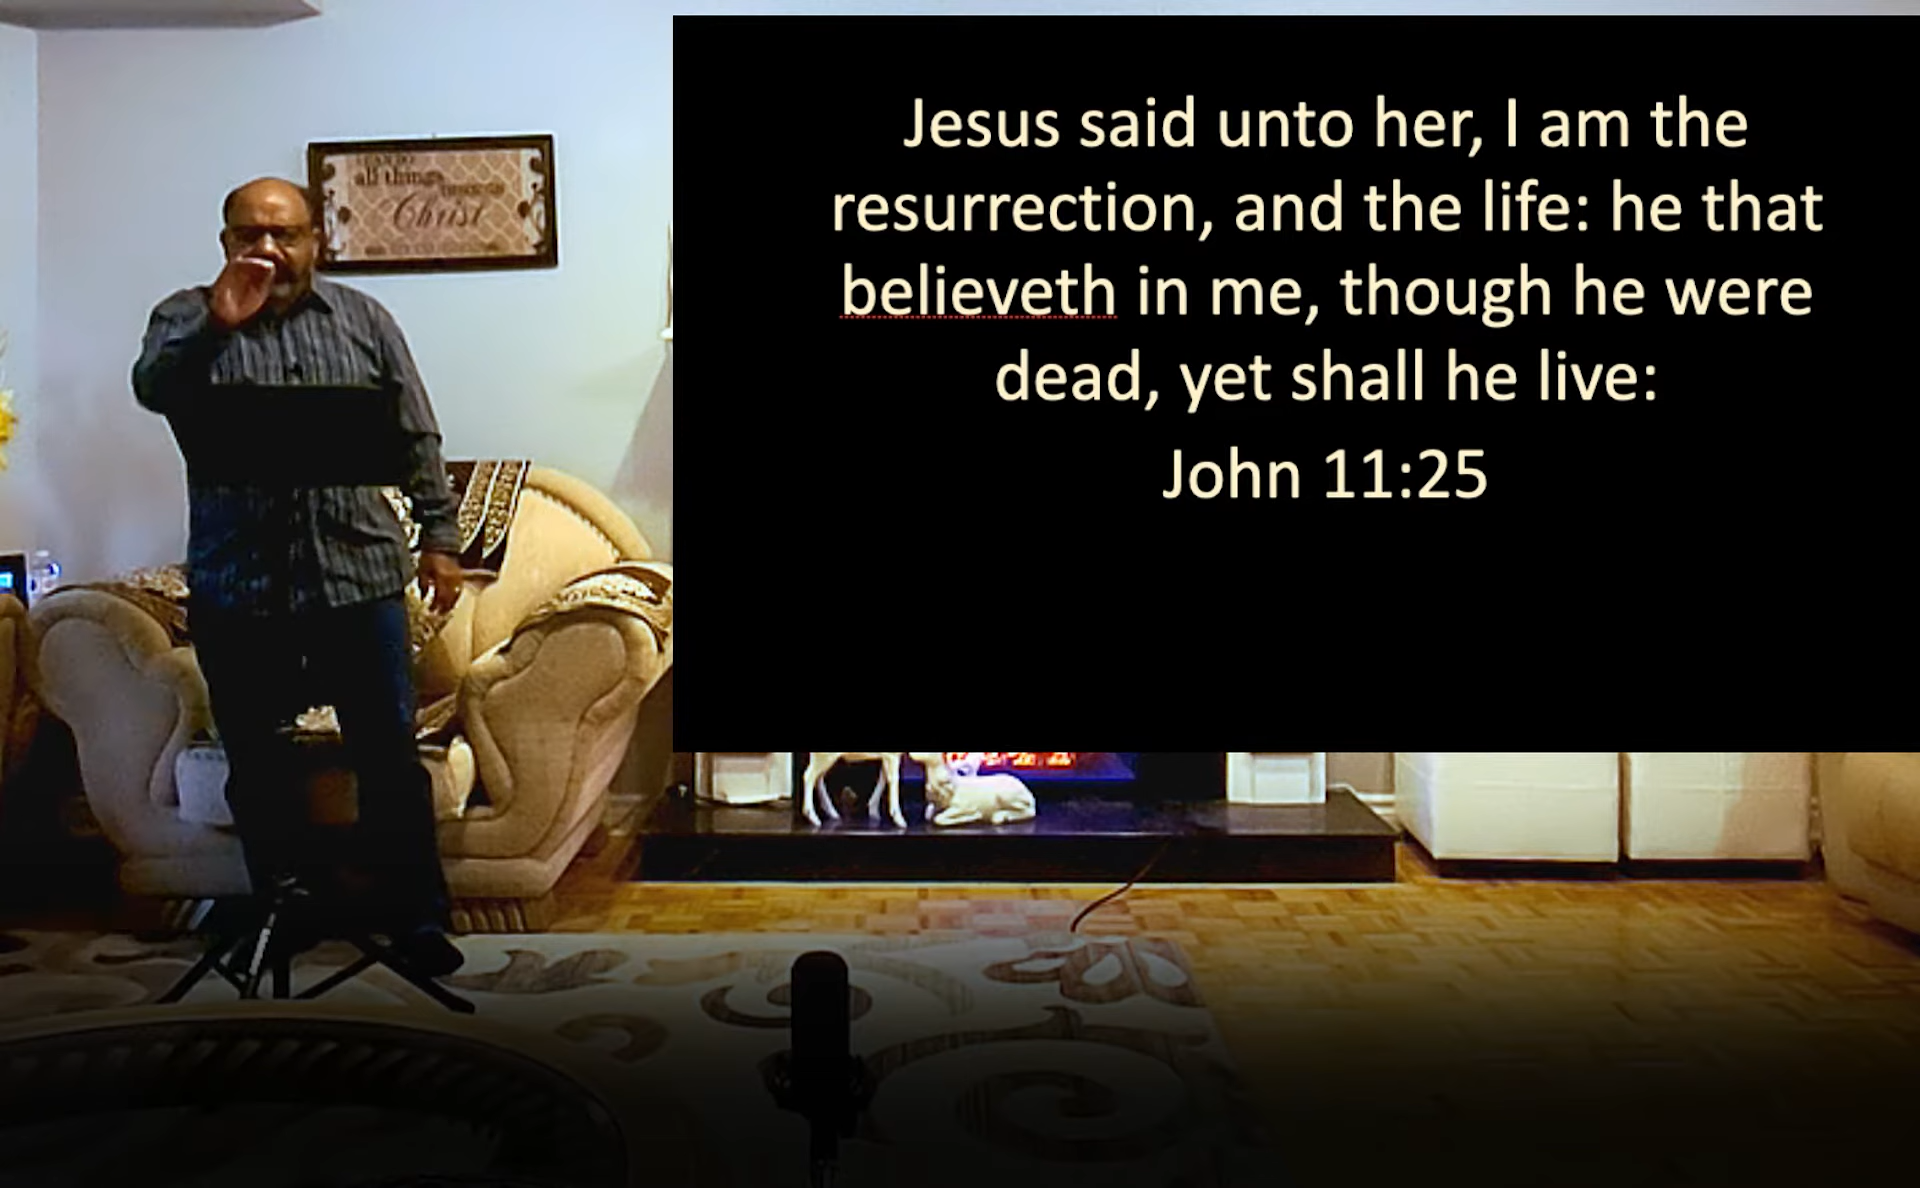 all things
Christ
Jesus said unto her, I am the
resurrection, and the life: he that
believeth in me, though he were
dead, yet shall he live:
John 11:25